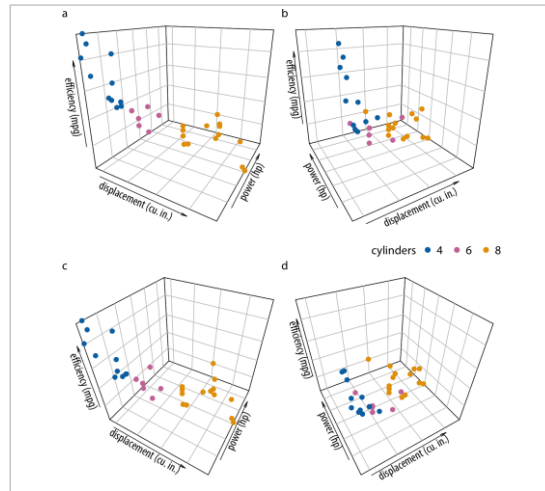 a
b
efficiency (mpg)
displacement (cu. in.)
power (hp)
efficiency (mpg)
power (hp)
displacement (cu. in.)
cylinders 4 6 8
c
d
efficiency (mpg)
displacement (cu. in.)
power (hp)
efficiency (mpg)
power (hp)
displacement (cu. in.)